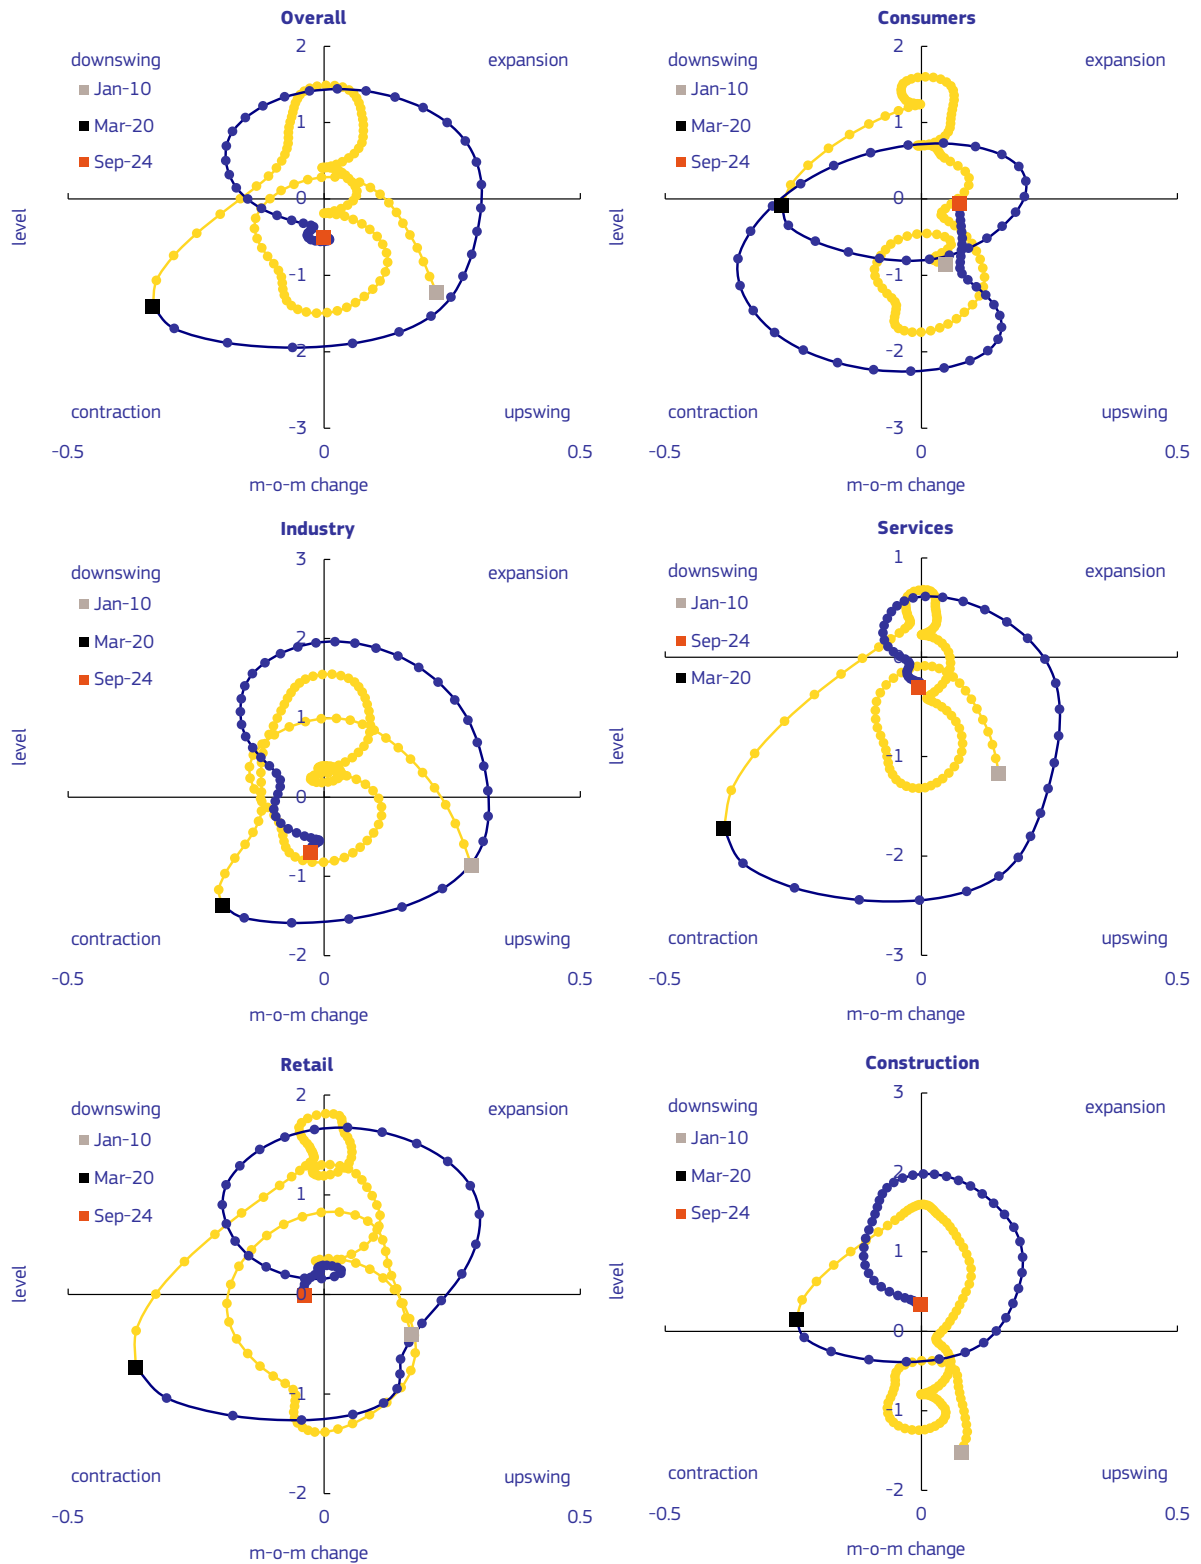 Overall
downswing
expansion
Jan-10
Mar-20
Sep-24
2
1
0
-1
-2
-3
level
contraction
upswing
-0.5
0
0.5
m-o-m change
Consumers
downswing
expansion
Jan-10
Mar-20
Sep-24
2
1
0
-1
-2
-3
level
contraction
upswing
-0.5
0
0.5
m-o-m change
Industry
downswing
expansion
Jan-10
Mar-20
Sep-24
3
2
1
0
-1
-2
level
contraction
upswing
-0.5
0
0.5
m-o-m change
Services
downswing
expansion
Jan-10
Sep-24
Mar-20
1
0
-1
-2
-3
level
contraction
upswing
-0.5
0
0.5
m-o-m change
Retail
downswing
expansion
Jan-10
Mar-20
Sep-24
2
1
0
-1
-2
level
contraction
upswing
-0.5
0
0.5
m-o-m change
Construction
downswing
expansion
Jan-10
Mar-20
Sep-24
3
2
1
0
-1
-2
level
contraction
upswing
-0.5
0
0.5
m-o-m change